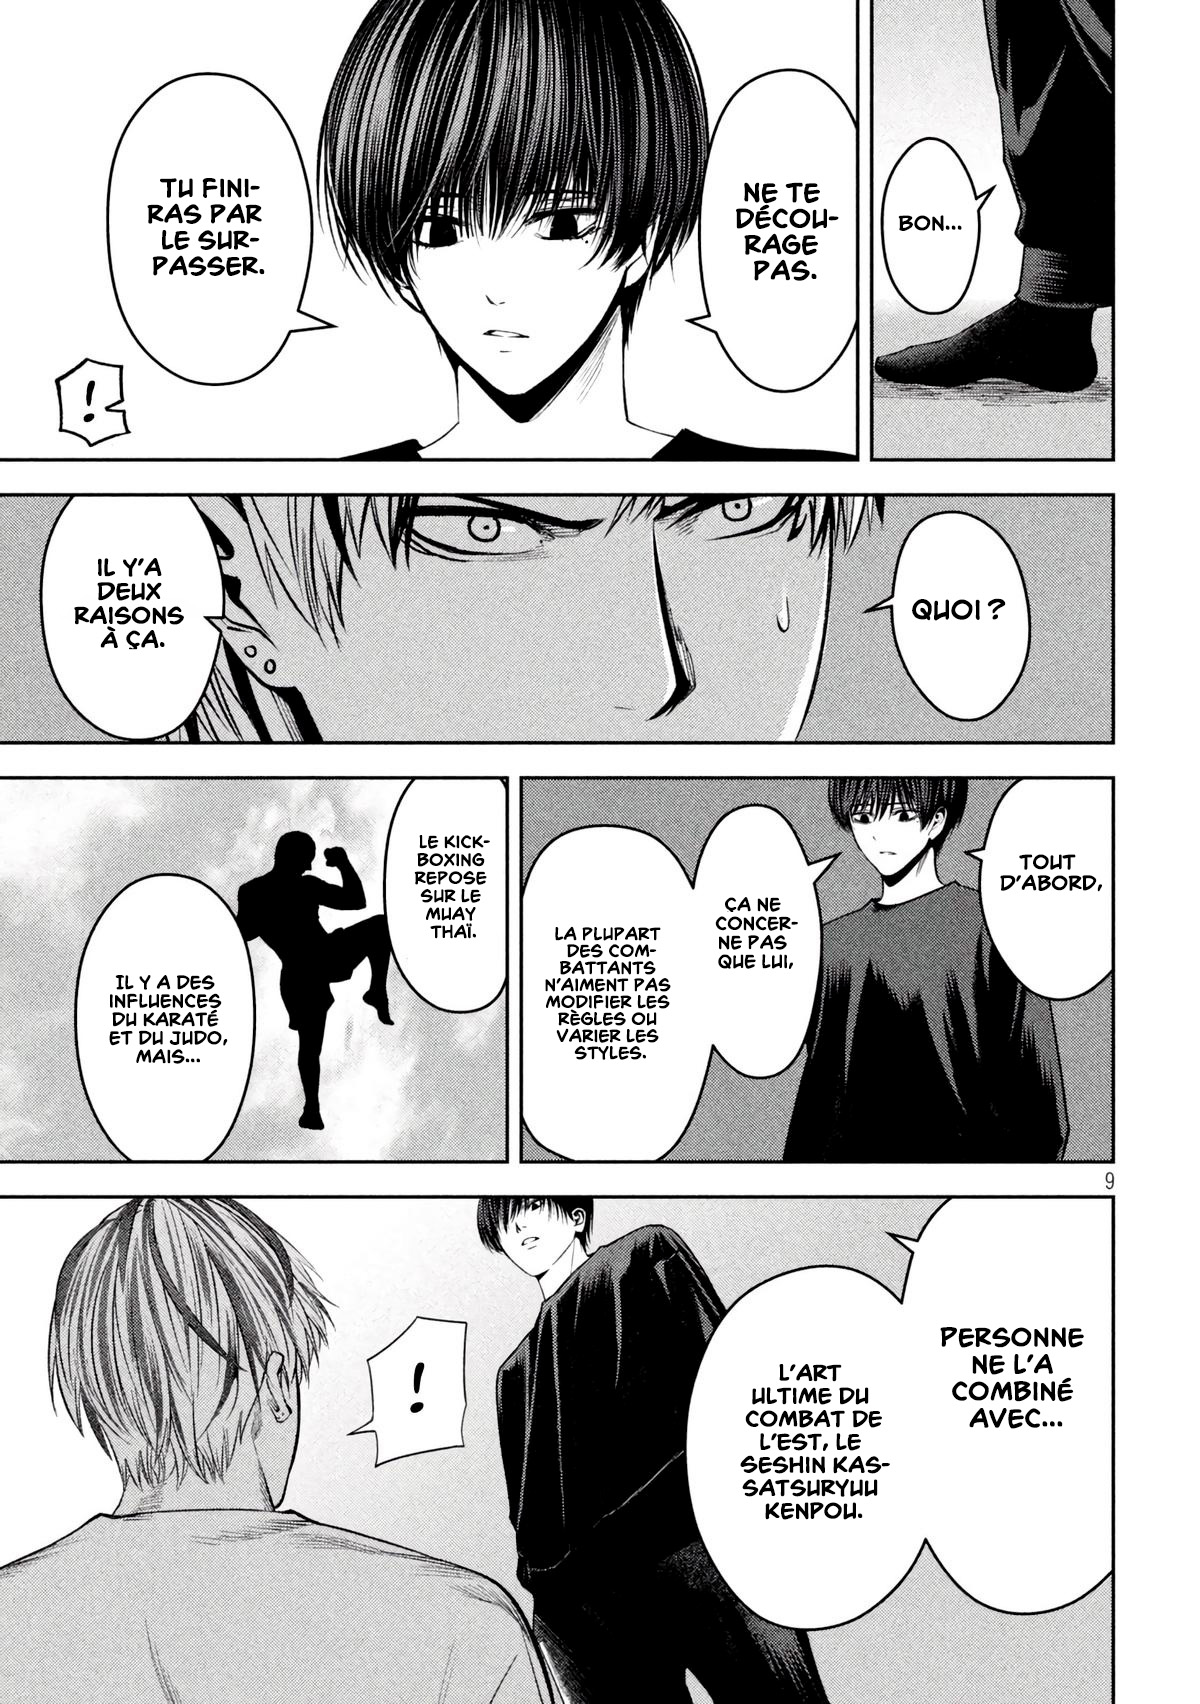 BON...
NE TE
DÉCOU-
RAGE
PAS.
TU FINI-
RAS PAR
LE SUR-
PASSER.
!
QUOI ?
IL Y'A
DEUX
RAISONS
À ÇA.
TOUT
D'ABORD,
ÇA NE
CONCER-
NE PAS
QUE LUI,
LA PLUPART
DES COM-
BATTANTS
N'AIMENT PAS
MODIFIER LES
RÈGLES OU
VARIER LES
STYLES.
LE KICK-
BOXING
REPOSE
SUR LE
MUAY
THAÏ.
IL Y A DES
INFLUENCES
DU KARATÉ
ET DU JUDO,
MAIS...
9
PERSONNE
NE L'A
COMBINÉ
AVEC...
L'ART
ULTIME DU
COMBAT DE
L'EST, LE
SESHIN KAS-
SATSURYUU
KENPOU.
!